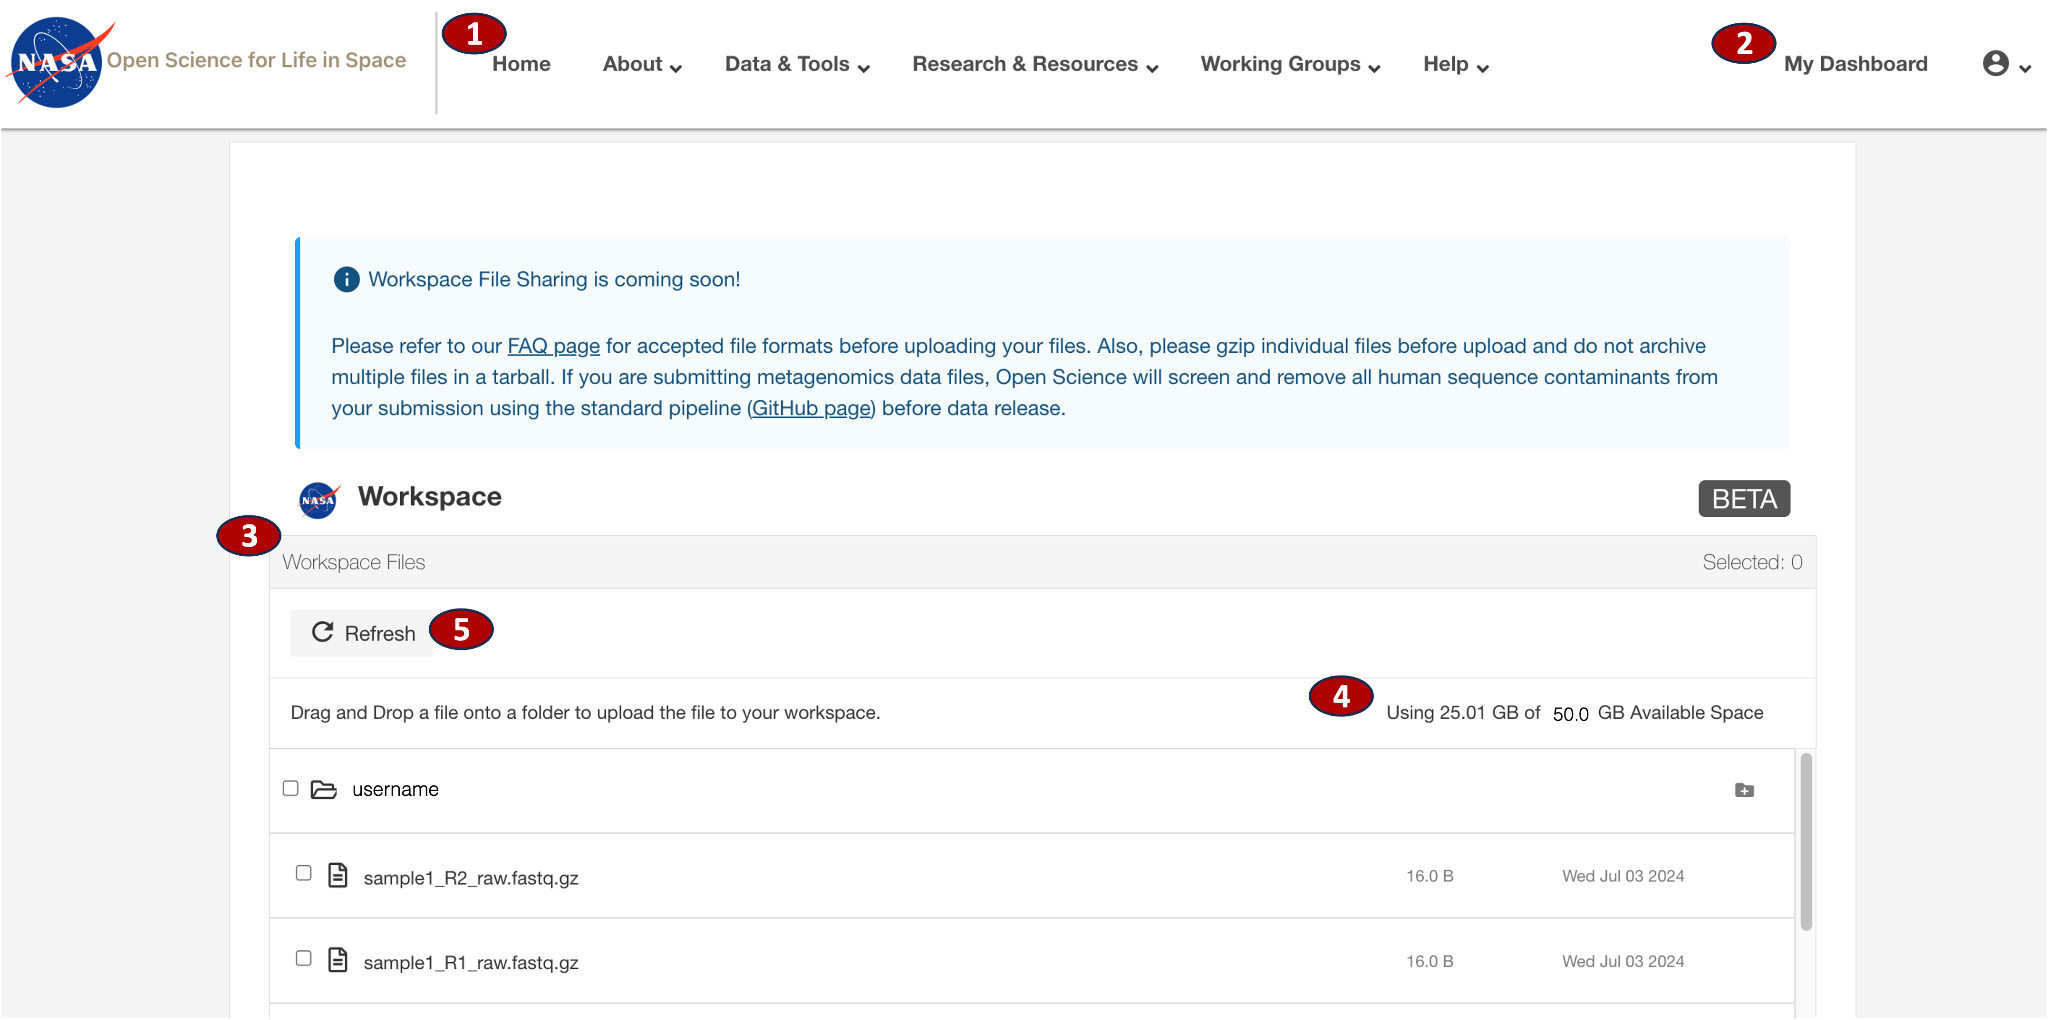 NASA Open Science for Life in Space
1
Home About Data & Tools Research & Resources Working Groups Help
2
My Dashboard
Workspace File Sharing is coming soon!
Please refer to our FAQ page for accepted file formats before uploading your files. Also, please gzip individual files before upload and do not archive
multiple files in a tarball. If you are submitting metagenomics data files, Open Science will screen and remove all human sequence contaminants from
your submission using the standard pipeline (GitHub page) before data release.
NASA Workspace BETA
3
Workspace Files Selected: 0
Refresh 5
4
Drag and Drop a file onto a folder to upload the file to your workspace. Using 25.01 GB of 50.0 GB Available Space
username
sample1_R2_raw.fastq.gz 16.0 B Wed Jul 03 2024
sample1_R1_raw.fastq.gz 16.0 B Wed Jul 03 2024